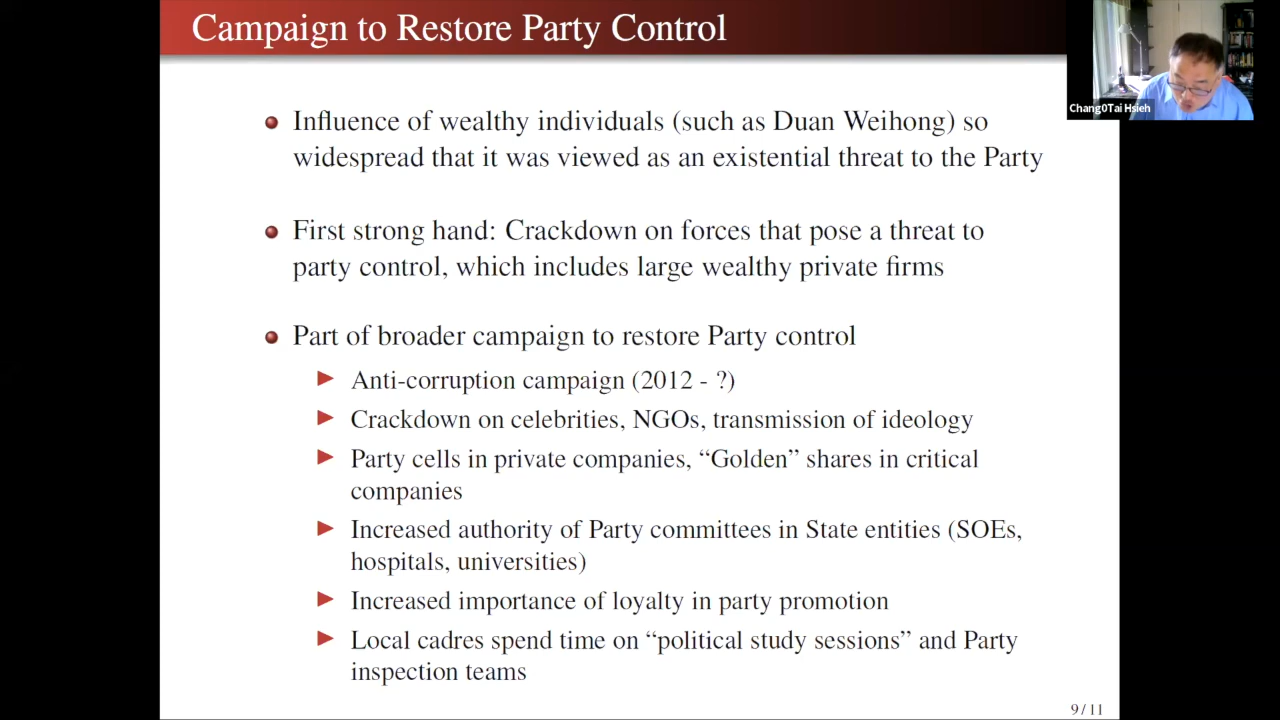 Campaign to Restore Party Control
Chang0Tai Hsieh
Influence of wealthy individuals (such as Duan Weihong) so
widespread that it was viewed as an existential threat to the Party
First strong hand: Crackdown on forces that pose a threat to
party control, which includes large wealthy private firms
Part of broader campaign to restore Party control
Anti-corruption campaign (2012 - ?)
Crackdown on celebrities, NGOs, transmission of ideology
Party cells in private companies, “Golden” shares in critical
companies
Increased authority of Party committees in State entities (SOEs,
hospitals, universities)
Increased importance of loyalty in party promotion
Local cadres spend time on “political study sessions” and Party
inspection teams
9 / 11